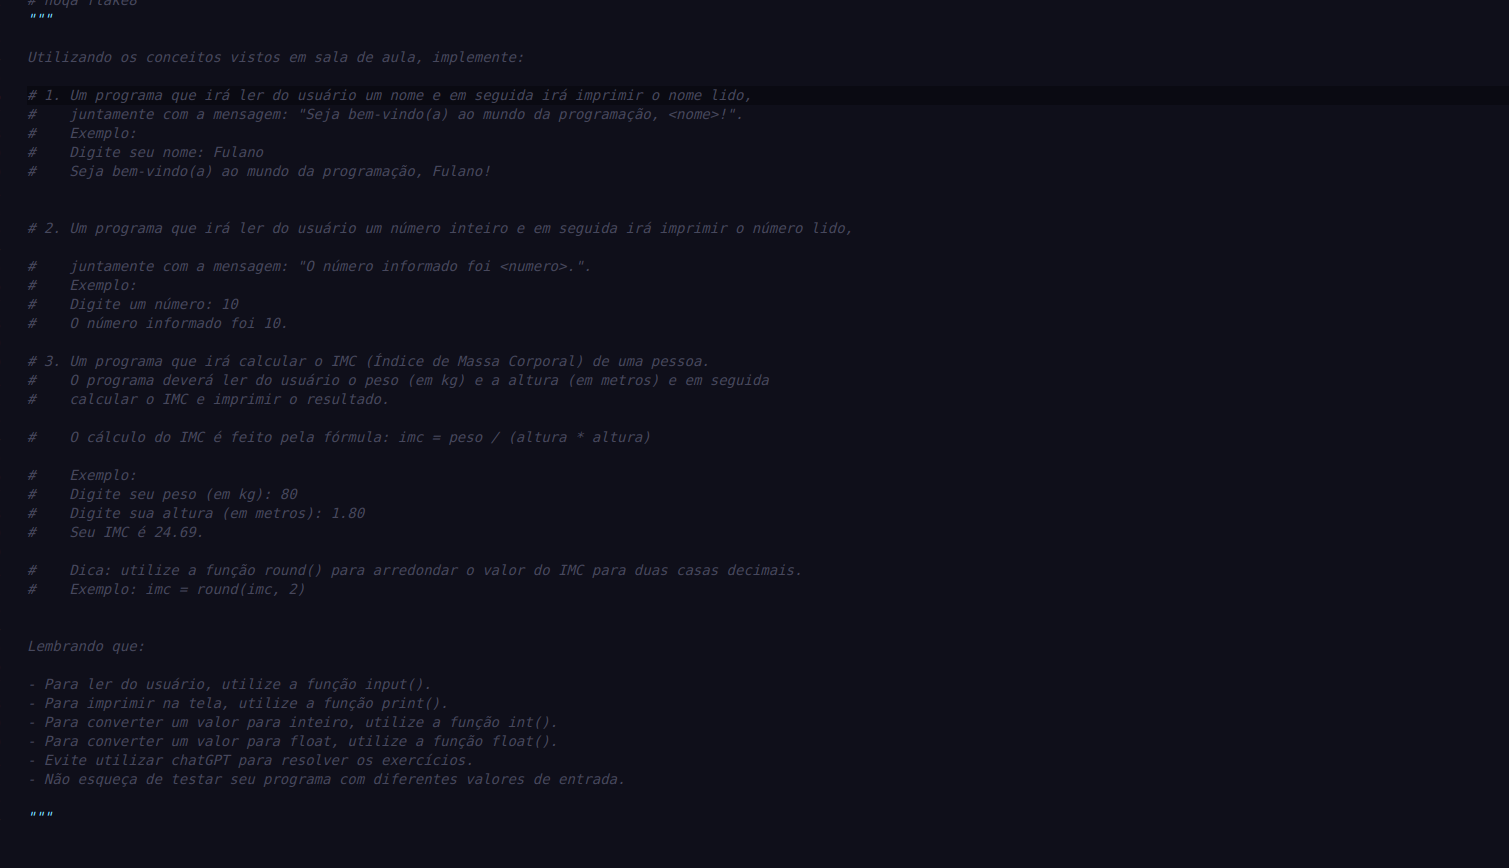 # noqa flake8
"""
Utilizando os conceitos vistos em sala de aula, implemente:
# 1. Um programa que irá ler do usuário um nome e em seguida irá imprimir o nome lido,
#    juntamente com a mensagem: "Seja bem-vindo(a) ao mundo da programação, <nome>!".
#    Exemplo:
#    Digite seu nome: Fulano
#    Seja bem-vindo(a) ao mundo da programação, Fulano!
# 2. Um programa que irá ler do usuário um número inteiro e em seguida irá imprimir o número lido,
#    juntamente com a mensagem: "O número informado foi <numero>.".
#    Exemplo:
#    Digite um número: 10
#    O número informado foi 10.
# 3. Um programa que irá calcular o IMC (Índice de Massa Corporal) de uma pessoa.
#    O programa deverá ler do usuário o peso (em kg) e a altura (em metros) e em seguida
#    calcular o IMC e imprimir o resultado.
#    O cálculo do IMC é feito pela fórmula: imc = peso / (altura * altura)
#    Exemplo:
#    Digite seu peso (em kg): 80
#    Digite sua altura (em metros): 1.80
#    Seu IMC é 24.69.
#    Dica: utilize a função round() para arredondar o valor do IMC para duas casas decimais.
#    Exemplo: imc = round(imc, 2)
Lembrando que:
- Para ler do usuário, utilize a função input().
- Para imprimir na tela, utilize a função print().
- Para converter um valor para inteiro, utilize a função int().
- Para converter um valor para float, utilize a função float().
- Evite utilizar chatGPT para resolver os exercícios.
- Não esqueça de testar seu programa com diferentes valores de entrada.
"""